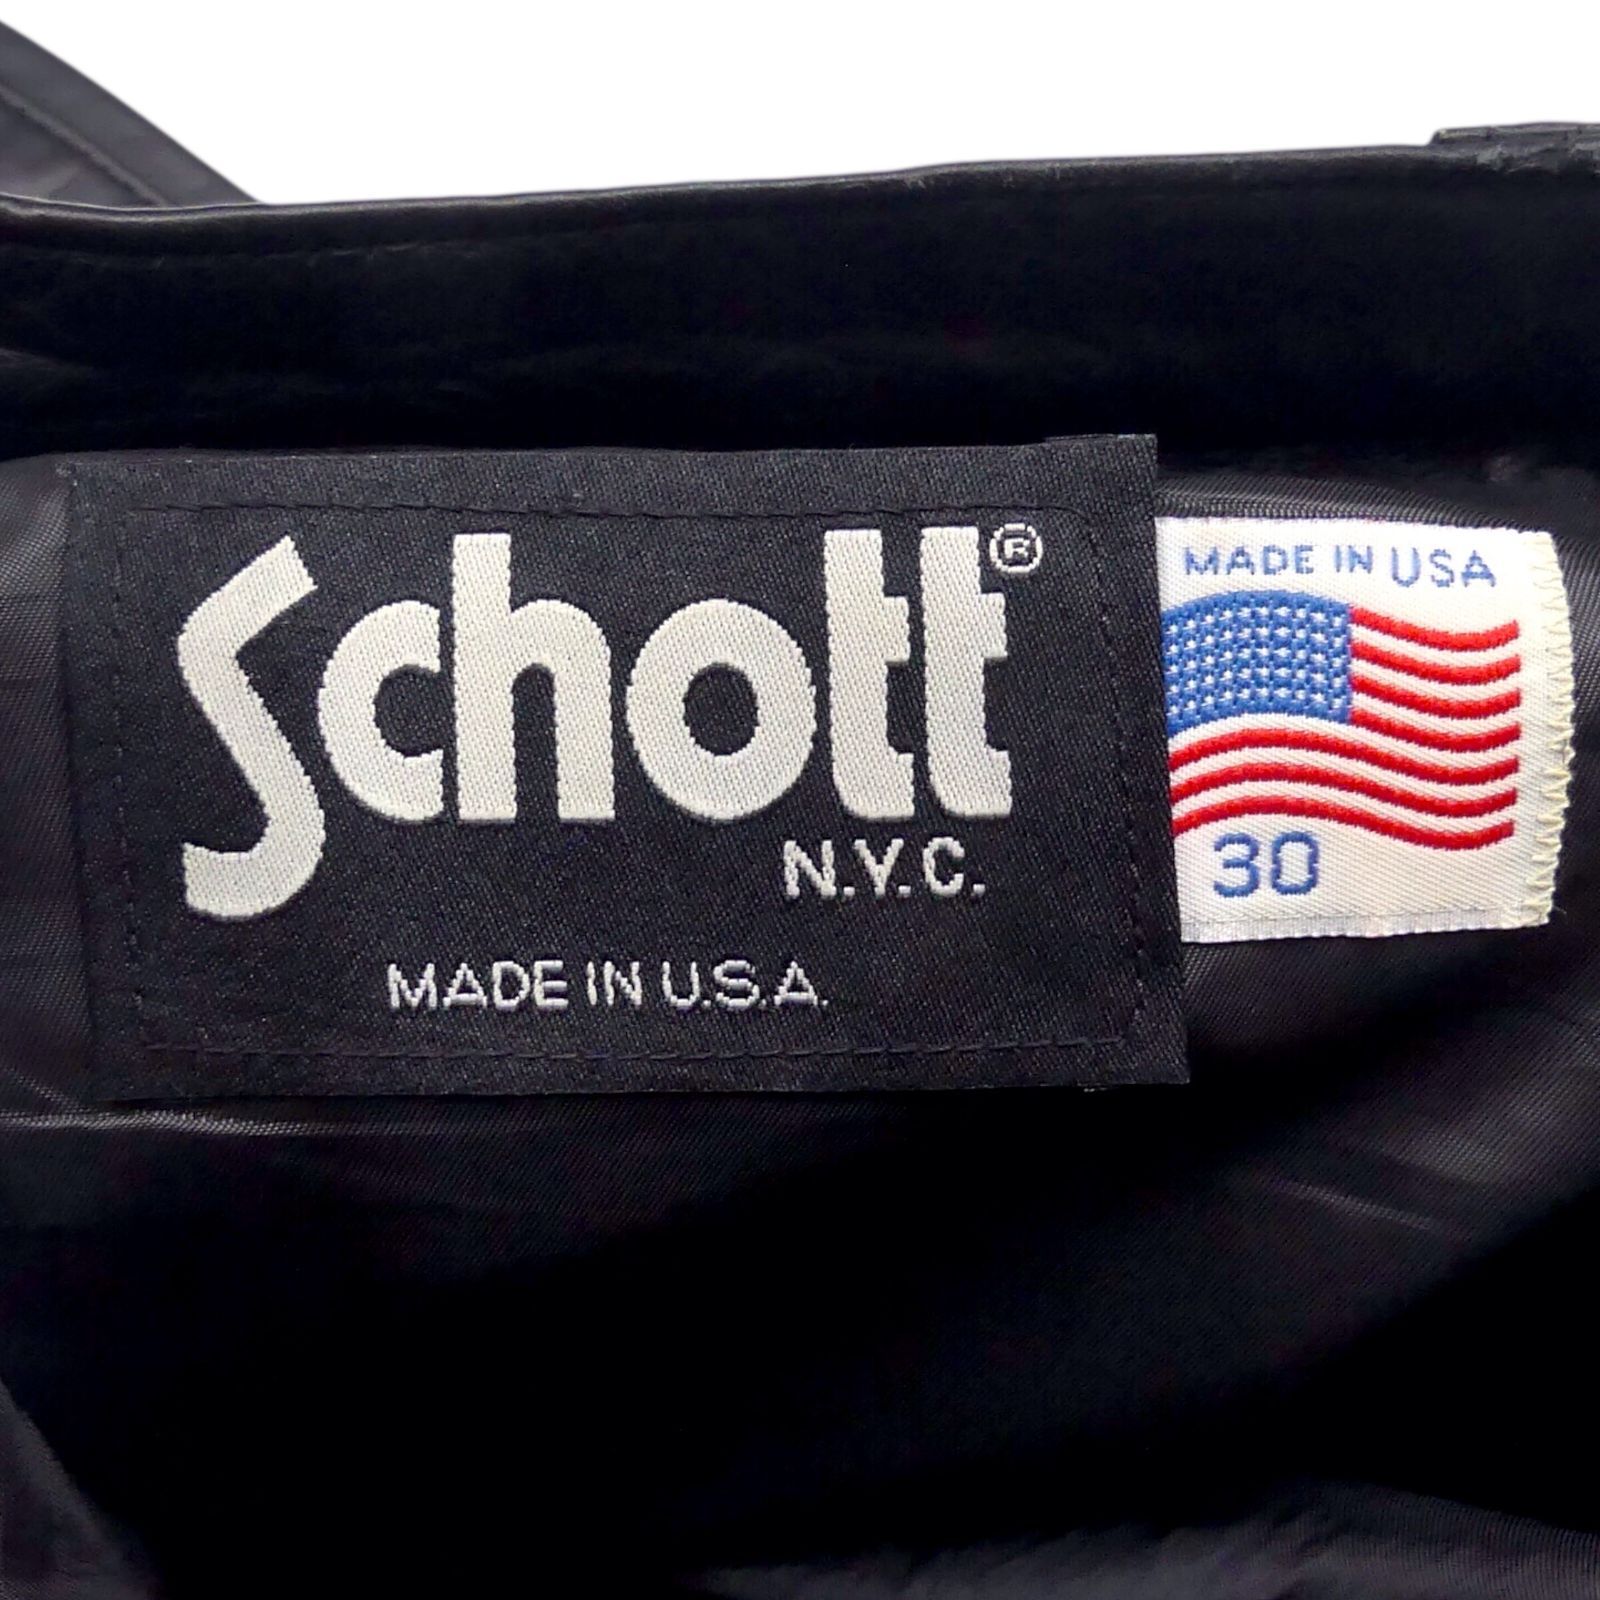 Schott®
N.Y.C.
MADE IN U.S.A.
MADE IN USA
30